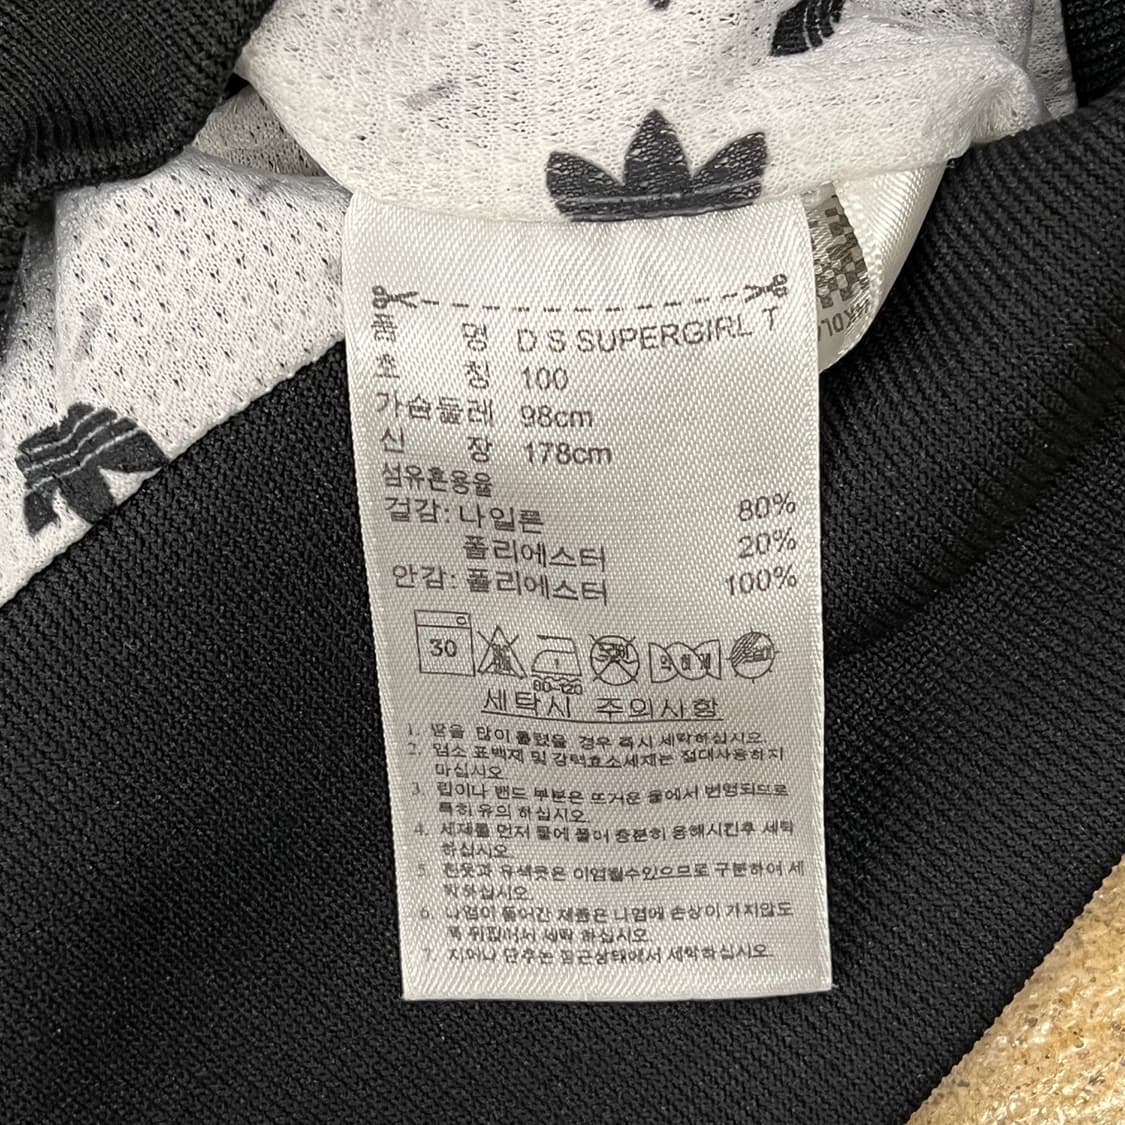 품 명 D S SUPERGIRL T
호 칭 100
가슴둘레 98cm
신 장 178cm
섬유혼용율
겉감: 나일론 80%
폴리에스터 20%
안감: 폴리에스터 100%
30
80-120
세탁시 주의사항
1. 땀을 많이 흘렸을 경우 즉시 세탁하십시오.
2. 염소 표백제 및 강력효소세제는 절대사용하지
마십시오.
3. 립이나 밴드 부분은 뜨거운 물에서 변형되므로
특히 유의 하십시오.
4. 세제를 먼저 물에 풀어 충분히 용해시킨후 세탁
하십시오.
5. 흰옷과 유색옷은 이염될수있으므로 구분하여 세
탁하십시오.
6. 나염이 들어간 제품은 나염에 손상이 가지않도
록 뒤집어서 세탁 하십시오.
7. 지퍼나 단추는 잠근상태에서 세탁하십시오.